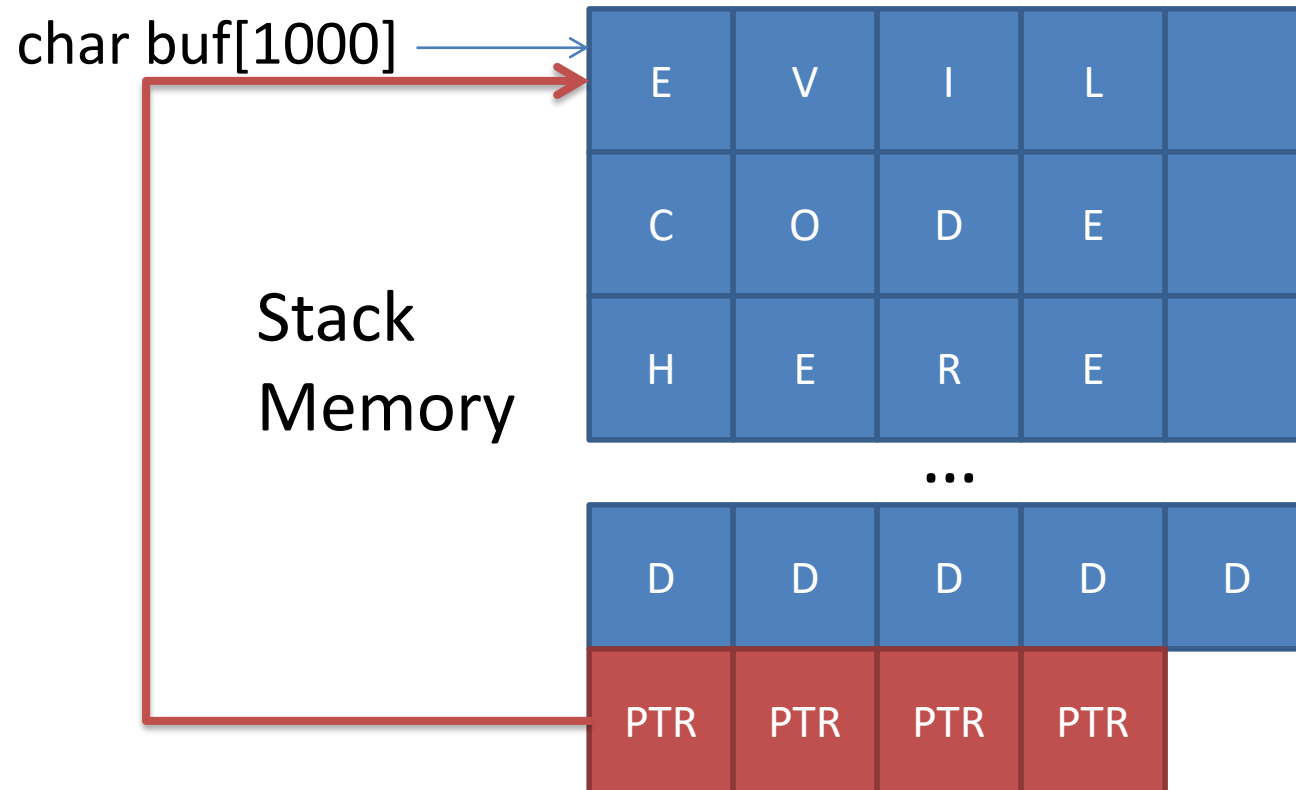 char buf[1000]
E V I L
C O D E
Stack
Memory
H E R E
...
D D D D D
PTR PTR PTR PTR